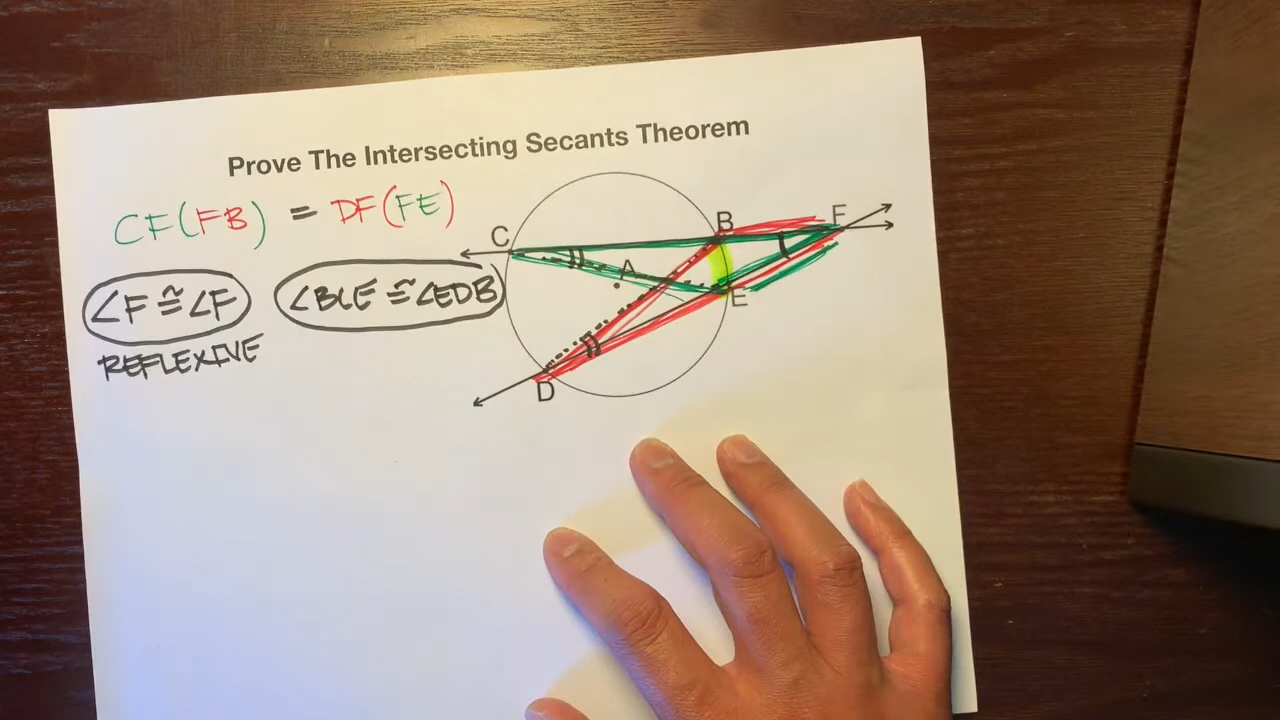 Prove The Intersecting Secants Theorem
CF(FB) = DF(FE)
∠F ≅ ∠F
∠BCE ≅ ∠EDB
REFLEXIVE
C
B
F
A
E
D